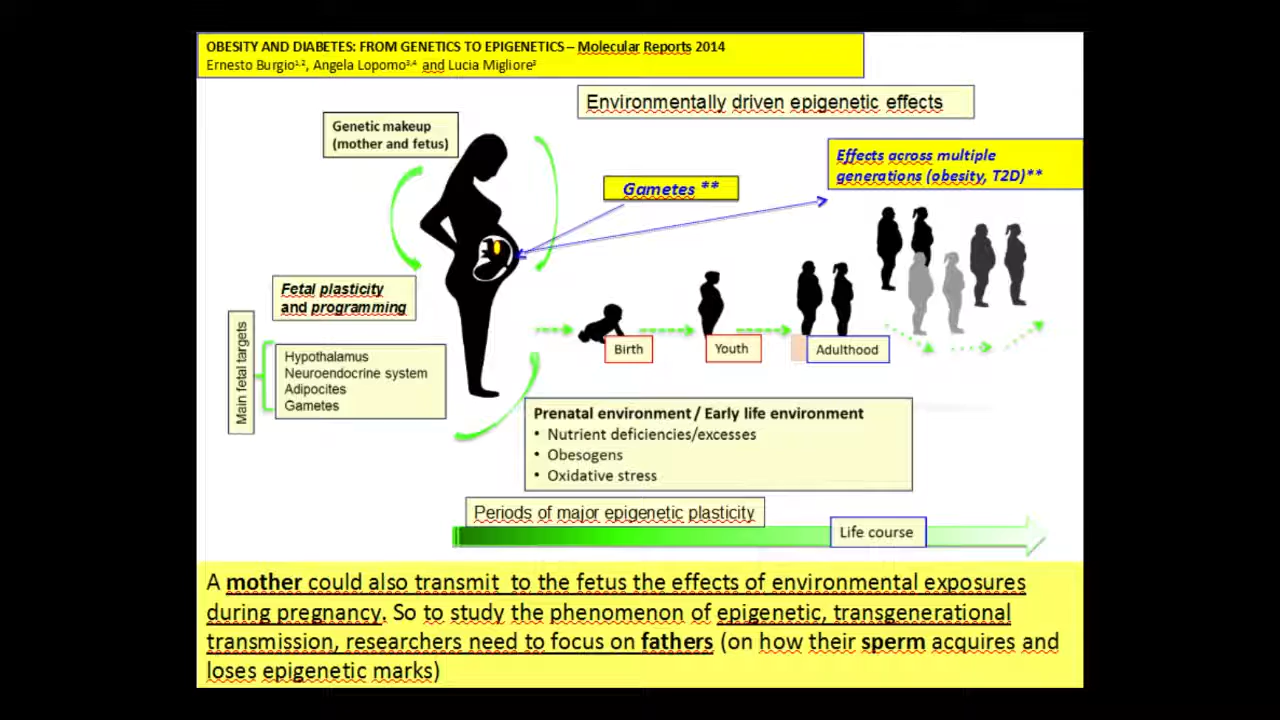 OBESITY AND DIABETES: FROM GENETICS TO EPIGENETICS – Molecular Reports 2014
Ernesto Burgio¹·², Angela Lopomo³·⁴ and Lucia Migliore³
Environmentally driven epigenetic effects
Genetic makeup
(mother and fetus)
Effects across multiple
generations (obesity, T2D)**
Gametes **
Fetal plasticity
and programming
Main fetal targets
Hypothalamus
Neuroendocrine system
Adipocites
Gametes
Birth
Youth
Adulthood
Prenatal environment / Early life environment
• Nutrient deficiencies/excesses
• Obesogens
• Oxidative stress
Periods of major epigenetic plasticity
Life course
A mother could also transmit to the fetus the effects of environmental exposures
during pregnancy. So to study the phenomenon of epigenetic, transgenerational
transmission, researchers need to focus on fathers (on how their sperm acquires and
loses epigenetic marks)